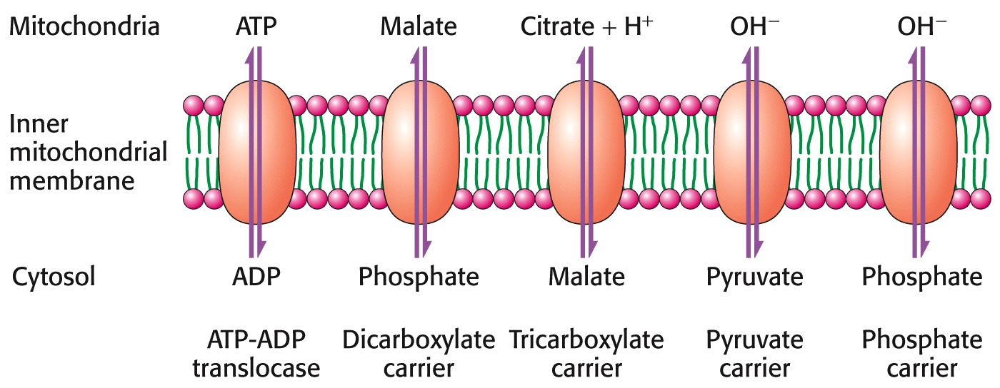 Mitochondria ATP Malate Citrate + H⁺ OH⁻ OH⁻
Inner
mitochondrial
membrane
Cytosol ADP Phosphate Malate Pyruvate Phosphate
ATP-ADP Dicarboxylate Tricarboxylate Pyruvate Phosphate
translocase carrier carrier carrier carrier